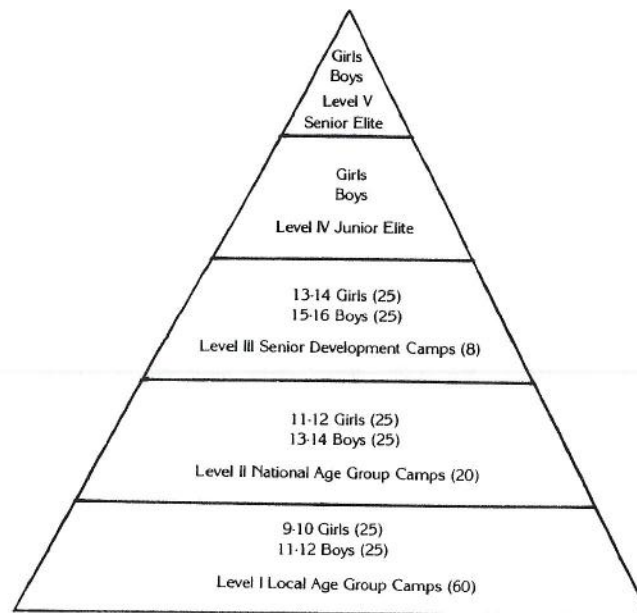 Girls
Boys
Level V
Senior Elite
Girls
Boys
Level IV Junior Elite
13-14 Girls (25)
15-16 Boys (25)
Level III Senior Development Camps (8)
11-12 Girls (25)
13-14 Boys (25)
Level II National Age Group Camps (20)
9-10 Girls (25)
11-12 Boys (25)
Level I Local Age Group Camps (60)